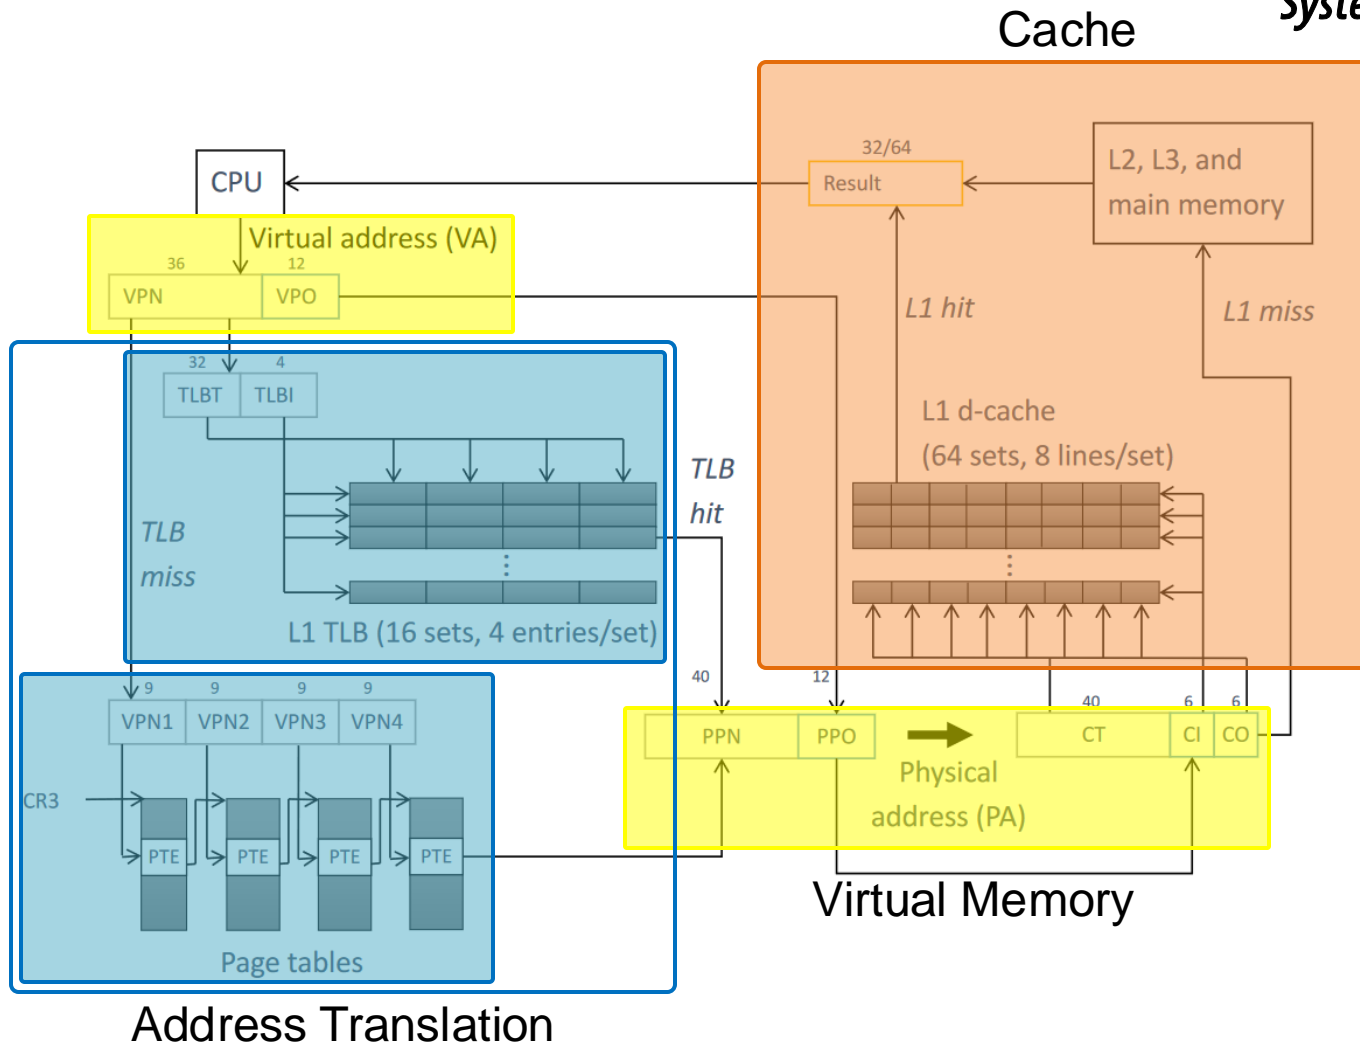 Syste
Cache
32/64
CPU
Result
L2, L3, and
main memory
Virtual address (VA)
36
12
VPN
VPO
L1 hit
L1 miss
32
4
TLBT
TLBI
L1 d-cache
(64 sets, 8 lines/set)
TLB
hit
TLB
miss
L1 TLB (16 sets, 4 entries/set)
9
9
9
9
40
12
40
6
6
VPN1
VPN2
VPN3
VPN4
PPN
PPO
CT
CI
CO
Physical
address (PA)
CR3
PTE
PTE
PTE
PTE
Virtual Memory
Page tables
Address Translation